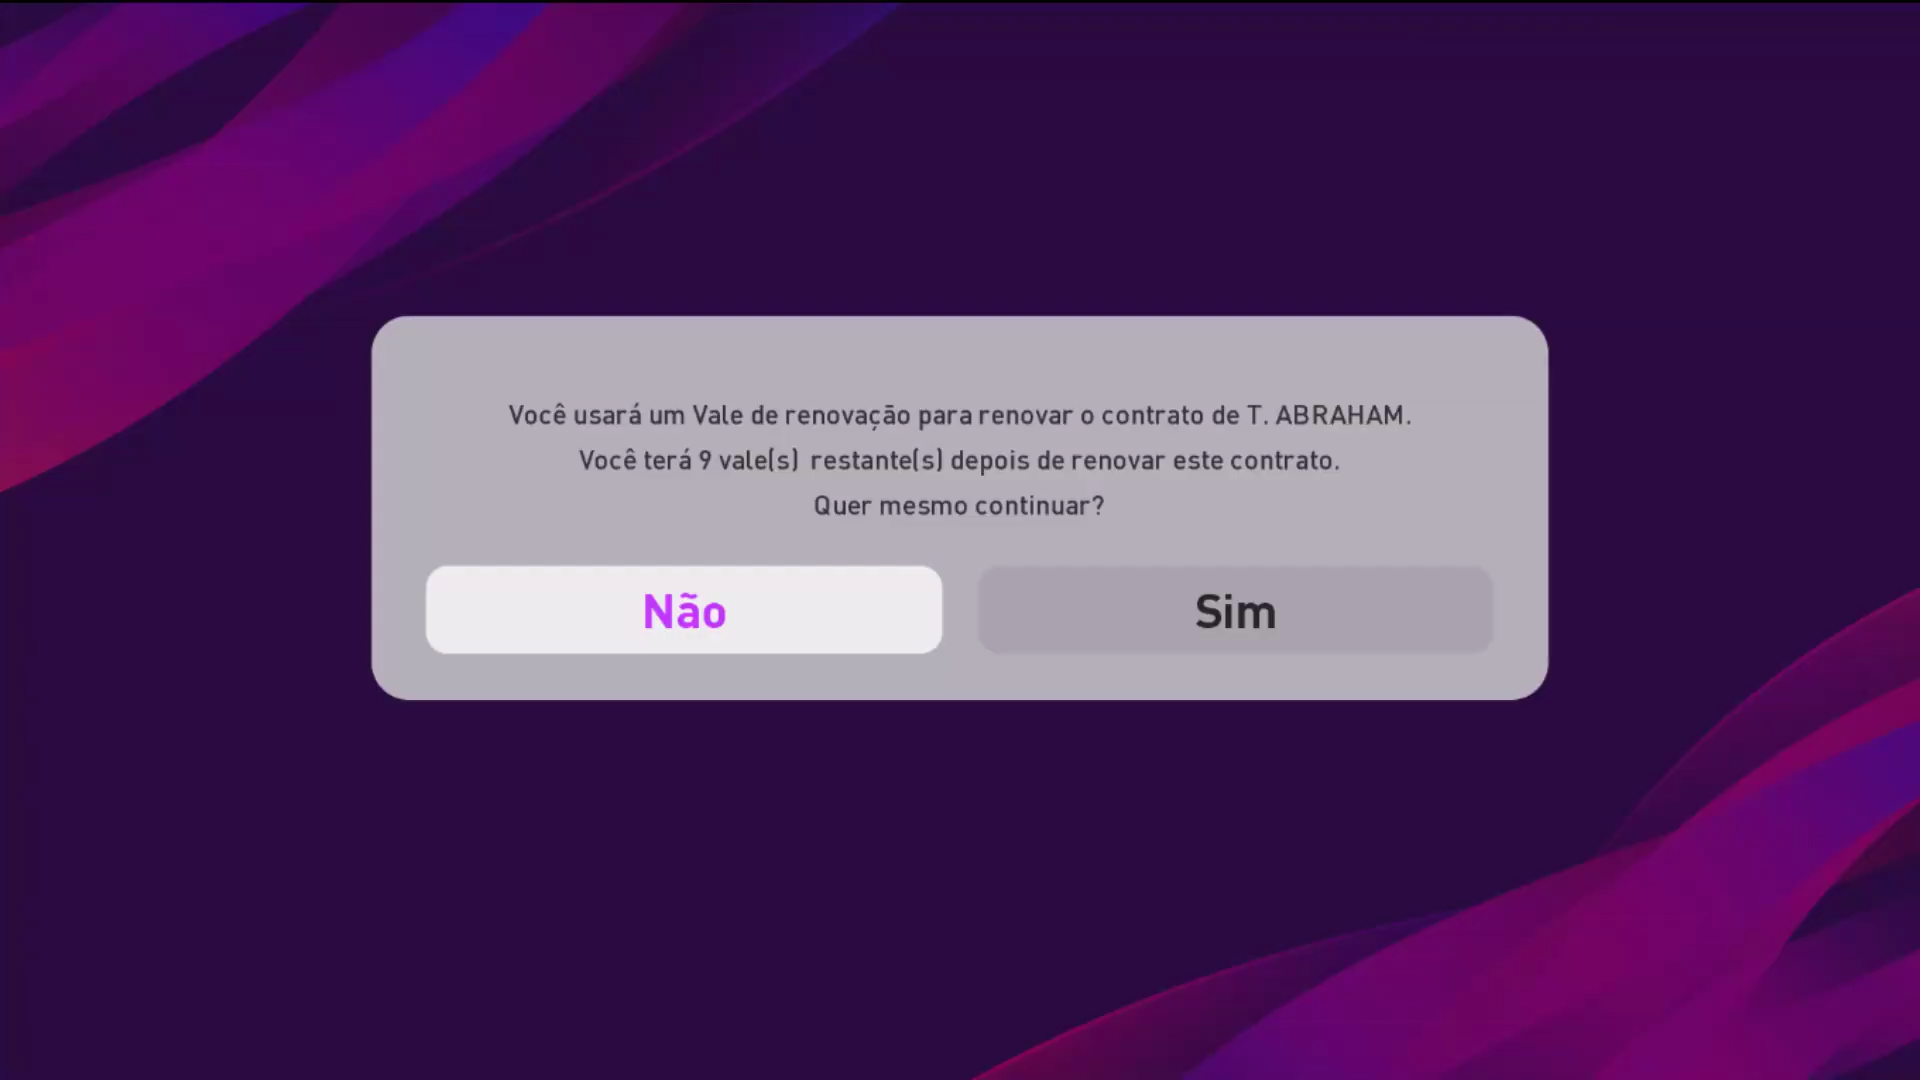 Você usará um Vale de renovação para renovar o contrato de T. ABRAHAM.
Você terá 9 vale(s) restante(s) depois de renovar este contrato.
Quer mesmo continuar?
Não
Sim